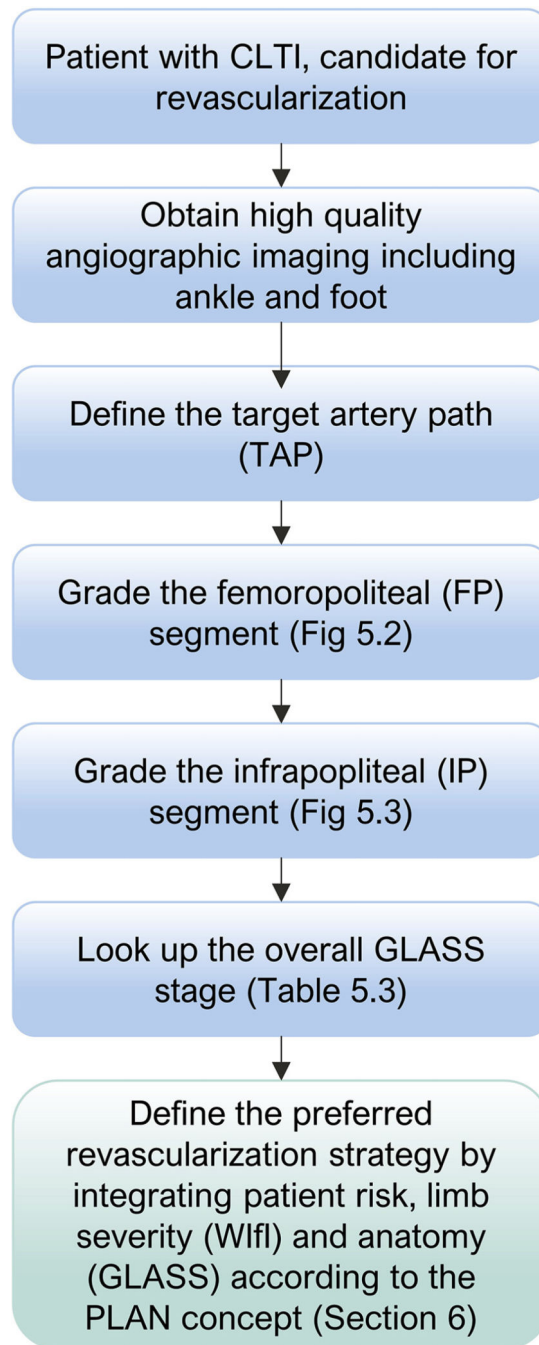 Patient with CLTI, candidate for
revascularization
Obtain high quality
angiographic imaging including
ankle and foot
Define the target artery path
(TAP)
Grade the femoropoliteal (FP)
segment (Fig 5.2)
Grade the infrapopliteal (IP)
segment (Fig 5.3)
Look up the overall GLASS
stage (Table 5.3)
Define the preferred
revascularization strategy by
integrating patient risk, limb
severity (WIfI) and anatomy
(GLASS) according to the
PLAN concept (Section 6)